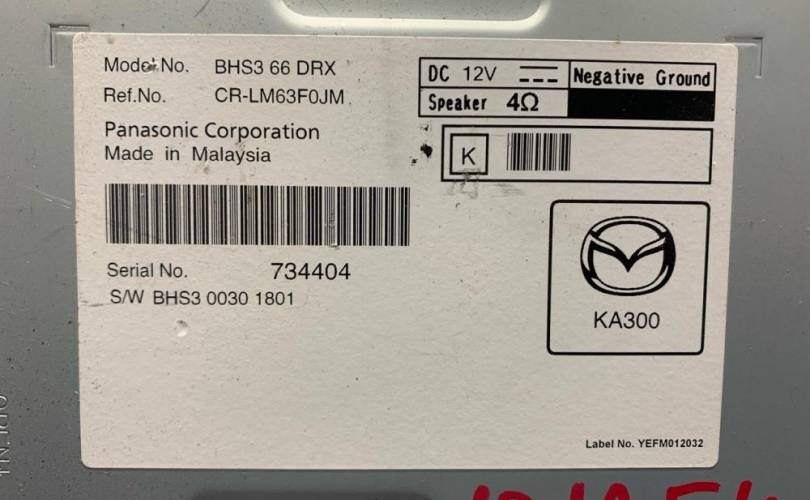 Model No. BHS3 66 DRX
Ref.No. CR-LM63F0JM
Panasonic Corporation
Made in Malaysia
DC 12V Negative Ground
Speaker 4Ω
K
Serial No. 734404
S/W BHS3 0030 1801
KA300
Label No. YEFM012032